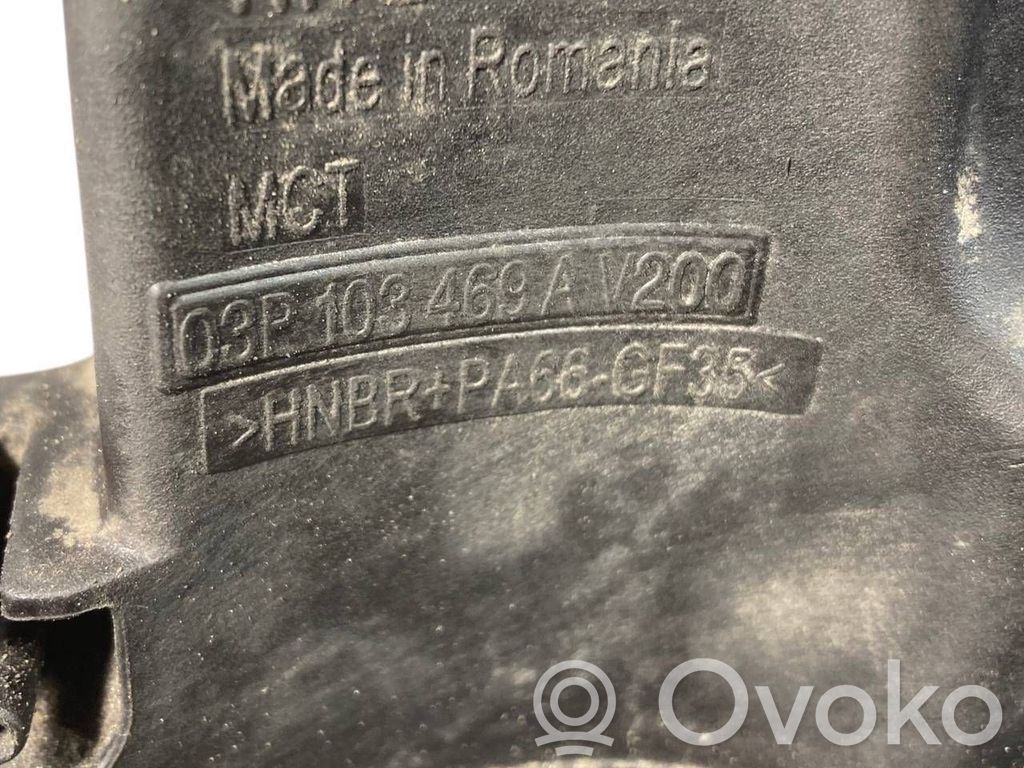 Made in Romania
MCT
03P 103 469 A V200
>HNBR+PA66-GF35<
Ovoko